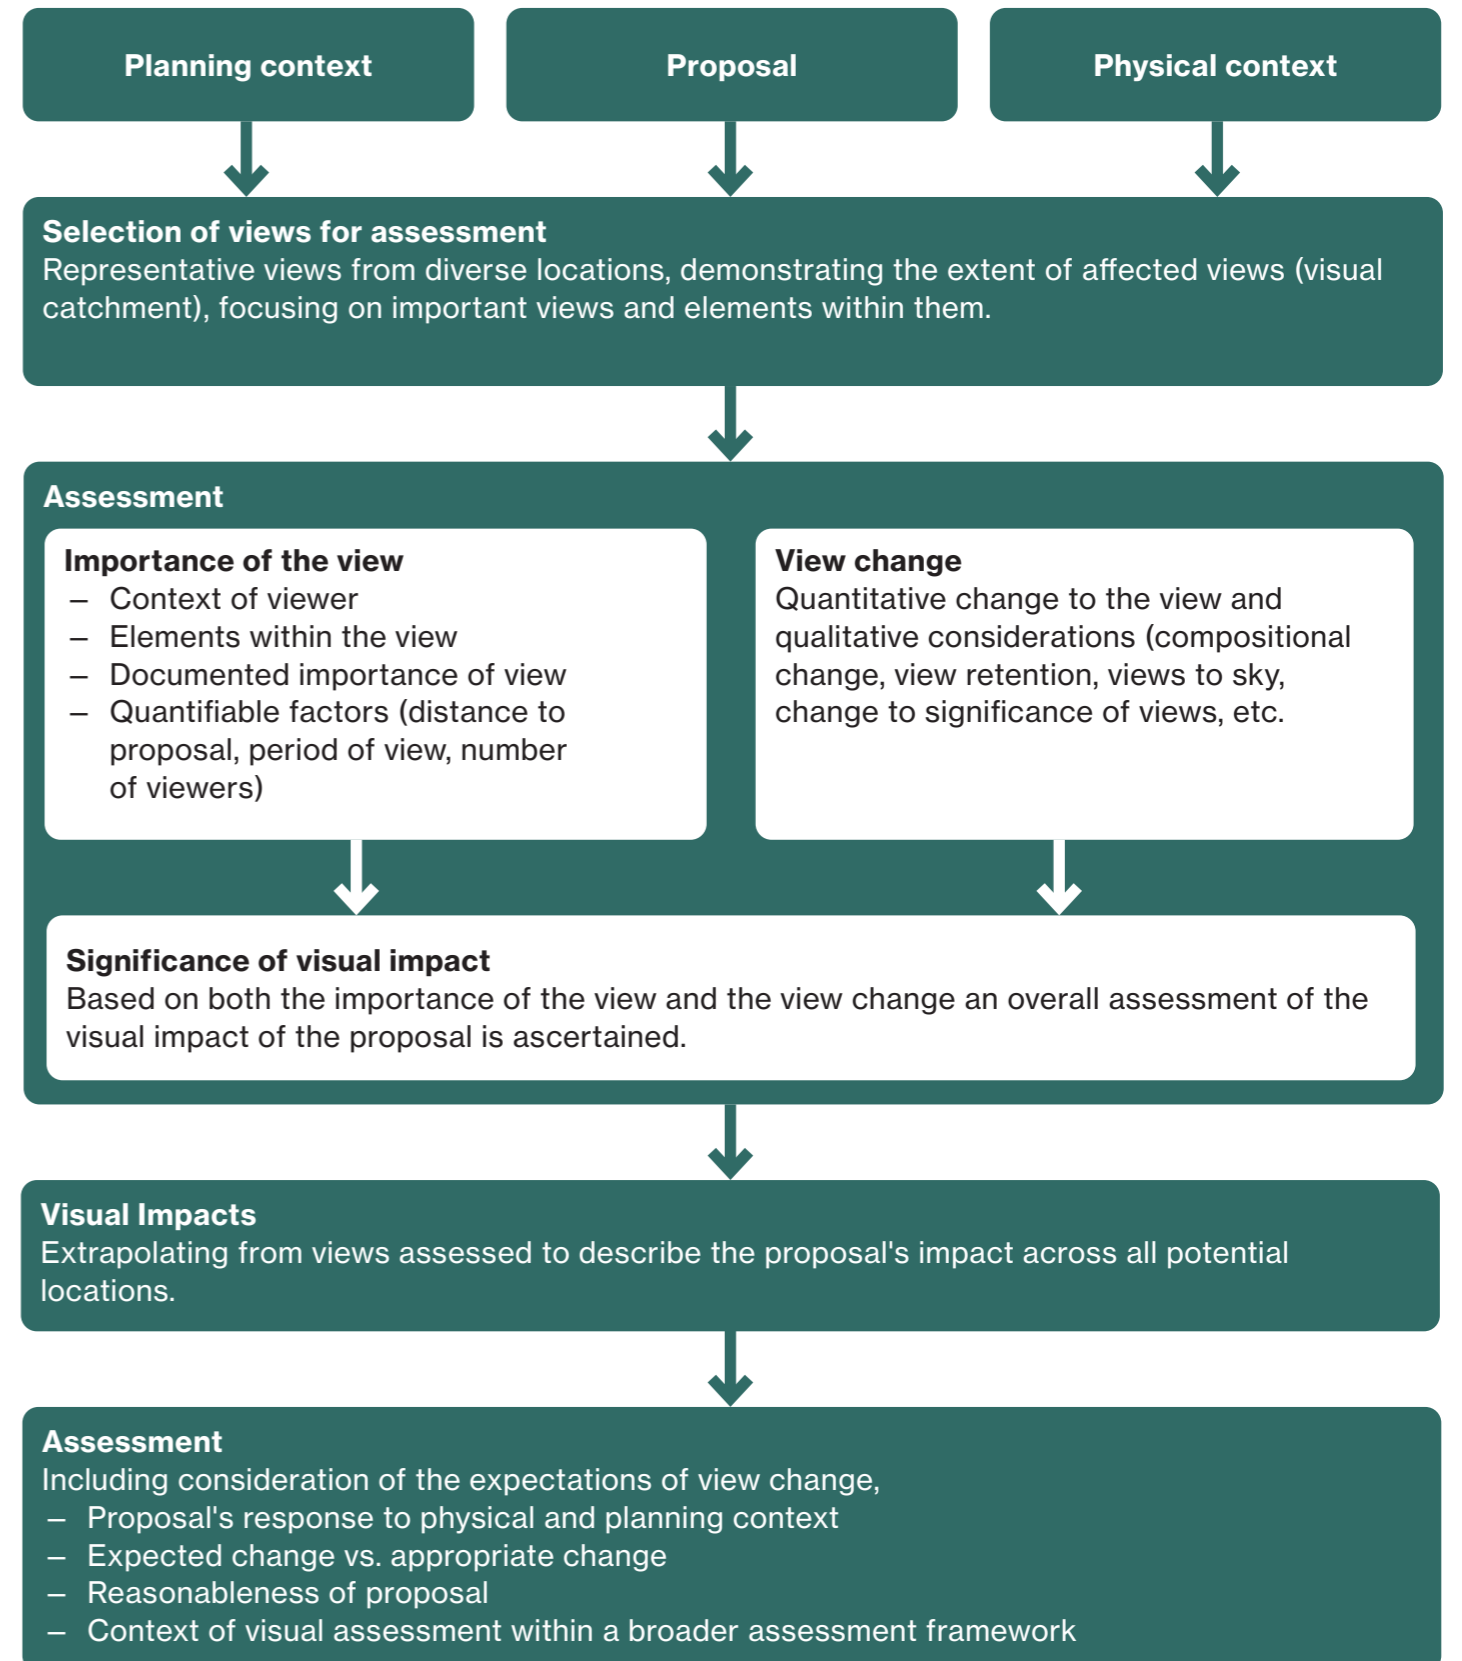 Planning context
Proposal
Physical context
Selection of views for assessment
Representative views from diverse locations, demonstrating the extent of affected views (visual
catchment), focusing on important views and elements within them.
Assessment
Importance of the view
– Context of viewer
– Elements within the view
– Documented importance of view
– Quantifiable factors (distance to
proposal, period of view, number
of viewers)
View change
Quantitative change to the view and
qualitative considerations (compositional
change, view retention, views to sky,
change to significance of views, etc.
Significance of visual impact
Based on both the importance of the view and the view change an overall assessment of the
visual impact of the proposal is ascertained.
Visual Impacts
Extrapolating from views assessed to describe the proposal's impact across all potential
locations.
Assessment
Including consideration of the expectations of view change,
– Proposal's response to physical and planning context
– Expected change vs. appropriate change
– Reasonableness of proposal
– Context of visual assessment within a broader assessment framework